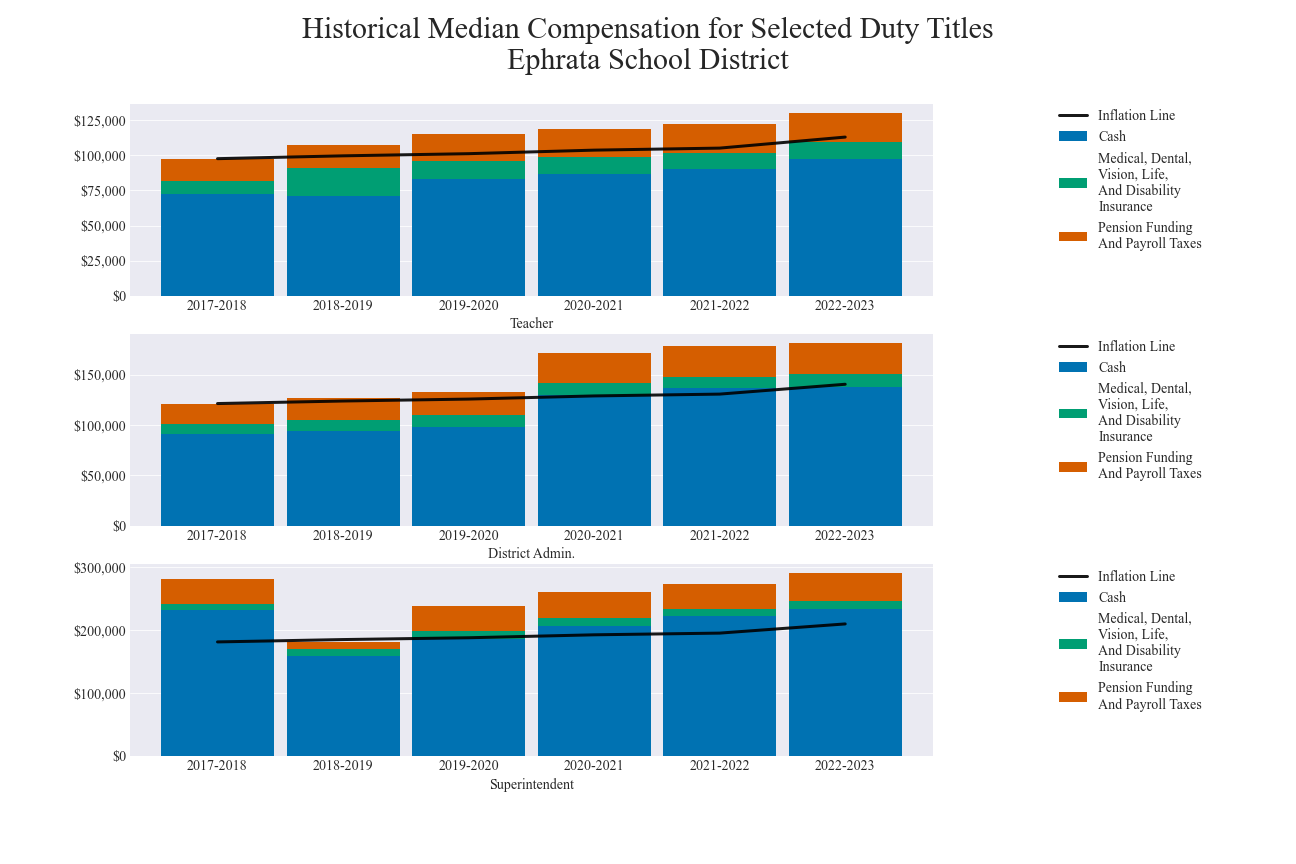 Historical Median Compensation for Selected Duty Titles
Ephrata School District
$125,000
$100,000
$75,000
$50,000
$25,000
$0
2017-2018 2018-2019 2019-2020 2020-2021 2021-2022 2022-2023
Teacher
Inflation Line
Cash
Medical, Dental,
Vision, Life,
And Disability
Insurance
Pension Funding
And Payroll Taxes
$150,000
$100,000
$50,000
$0
2017-2018 2018-2019 2019-2020 2020-2021 2021-2022 2022-2023
District Admin.
Inflation Line
Cash
Medical, Dental,
Vision, Life,
And Disability
Insurance
Pension Funding
And Payroll Taxes
$300,000
$200,000
$100,000
$0
2017-2018 2018-2019 2019-2020 2020-2021 2021-2022 2022-2023
Superintendent
Inflation Line
Cash
Medical, Dental,
Vision, Life,
And Disability
Insurance
Pension Funding
And Payroll Taxes